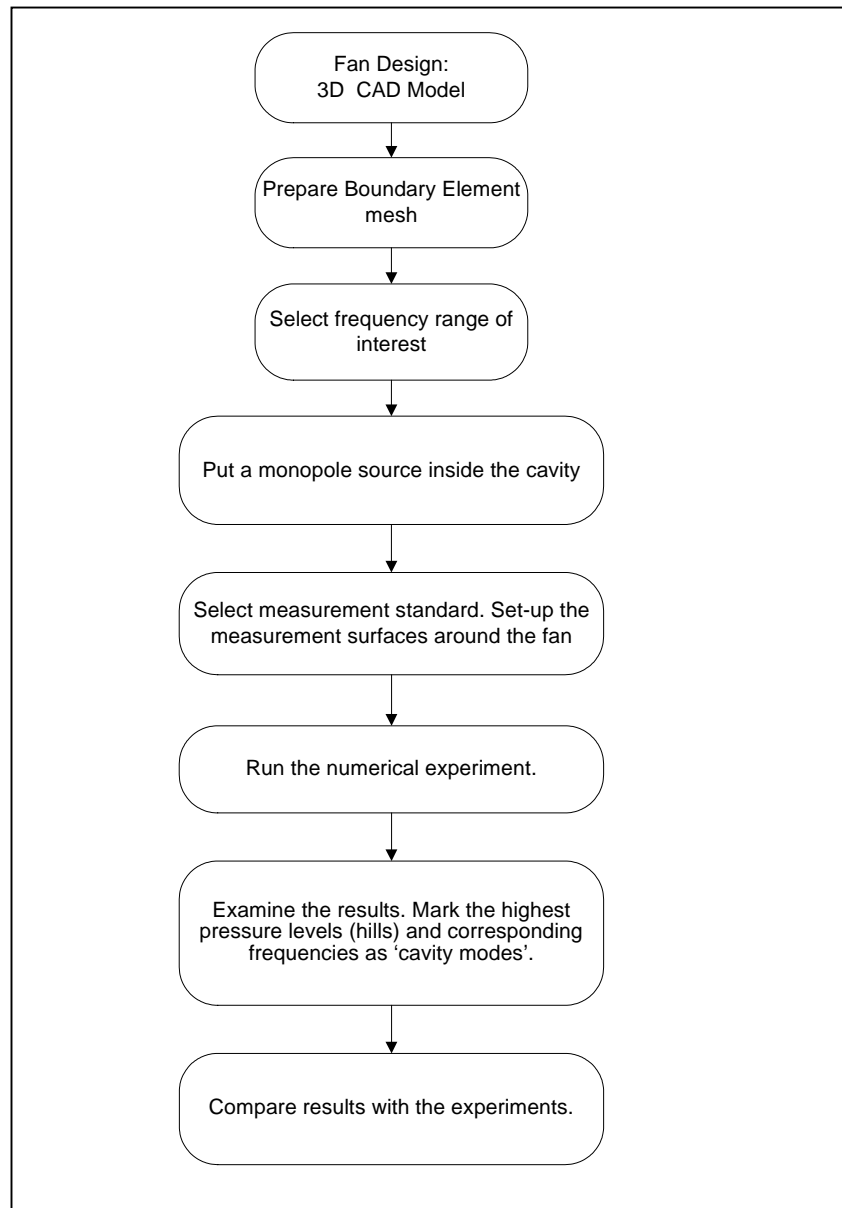 Fan Design:
3D CAD Model
Prepare Boundary Element
mesh
Select frequency range of
interest
Put a monopole source inside the cavity
Select measurement standard. Set-up the
measurement surfaces around the fan
Run the numerical experiment.
Examine the results. Mark the highest
pressure levels (hills) and corresponding
frequencies as ‘cavity modes’.
Compare results with the experiments.